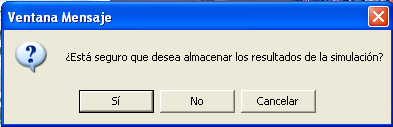 Ventana Mensaje
¿Está seguro que desea almacenar los resultados de la simulación?
Sí
No
Cancelar